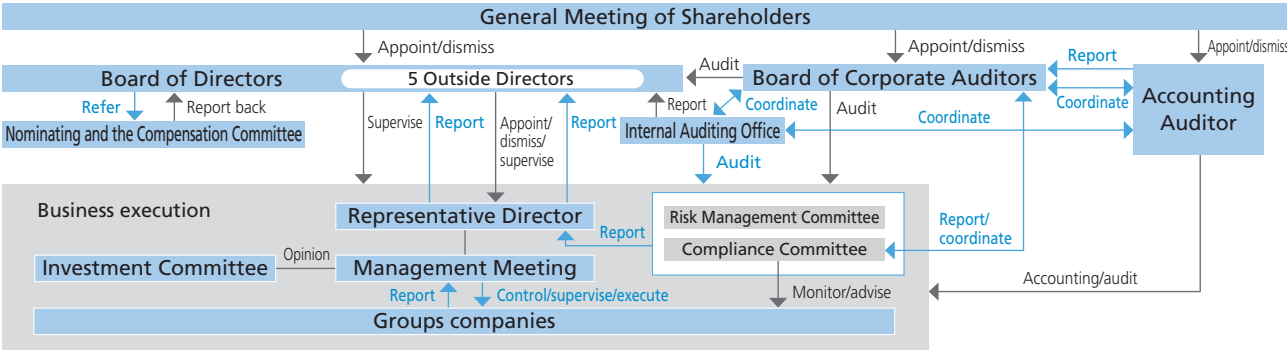 General Meeting of Shareholders
Appoint/dismiss
Appoint/dismiss
Appoint/dismiss
Board of Directors
5 Outside Directors
Audit
Board of Corporate Auditors
Report
Accounting
Auditor
Refer
Report back
Report
Coordinate
Audit
Coordinate
Nominating and the Compensation Committee
Supervise
Report
Appoint/
dismiss/
supervise
Report
Internal Auditing Office
Coordinate
Audit
Business execution
Representative Director
Report
Risk Management Committee
Compliance Committee
Report/
coordinate
Investment Committee
Opinion
Management Meeting
Report
Control/supervise/execute
Monitor/advise
Accounting/audit
Groups companies